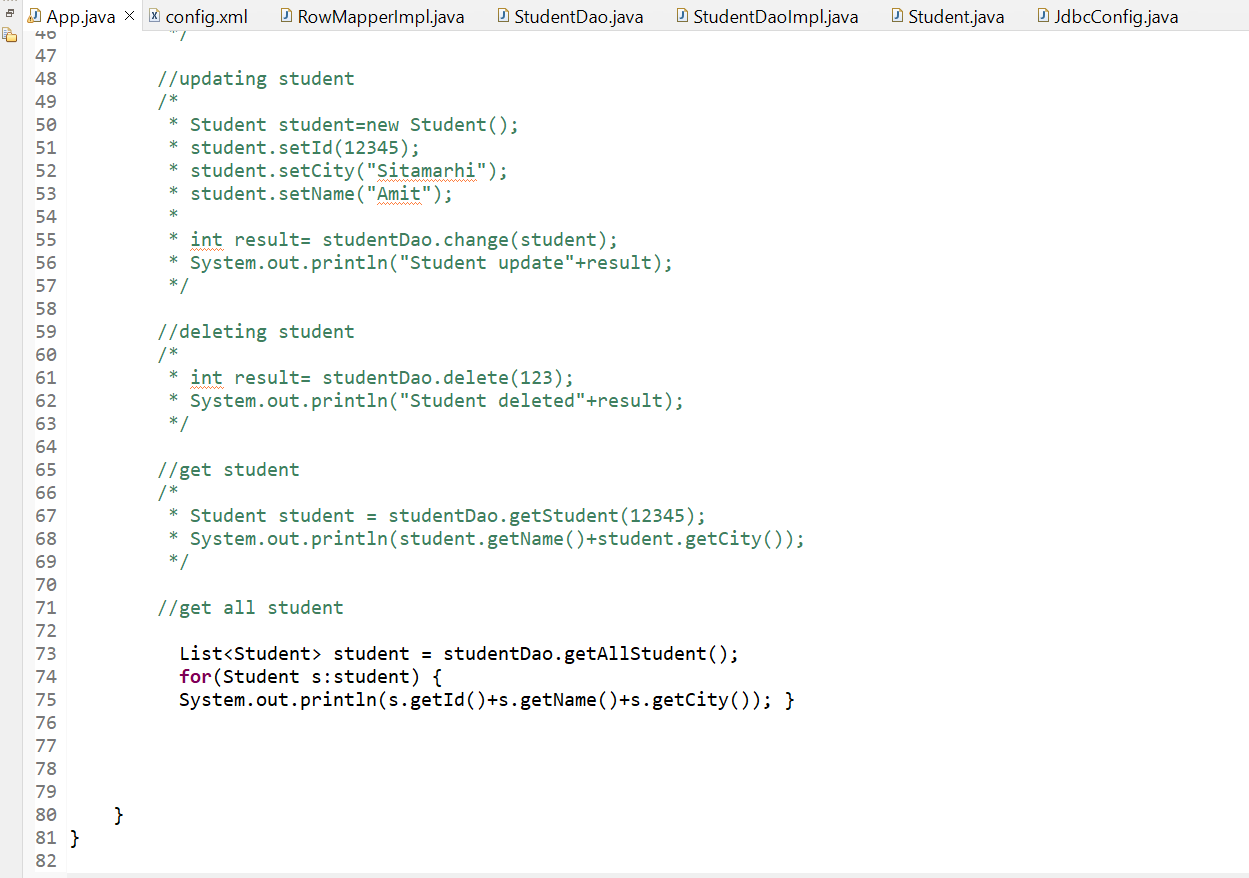 App.java config.xml RowMapperImpl.java StudentDao.java StudentDaoImpl.java Student.java JdbcConfig.java
46 */
47
48 //updating student
49 /*
50 * Student student=new Student();
51 * student.setId(12345);
52 * student.setCity("Sitamarhi");
53 * student.setName("Amit");
54 *
55 * int result= studentDao.change(student);
56 * System.out.println("Student update"+result);
57 */
58
59 //deleting student
60 /*
61 * int result= studentDao.delete(123);
62 * System.out.println("Student deleted"+result);
63 */
64
65 //get student
66 /*
67 * Student student = studentDao.getStudent(12345);
68 * System.out.println(student.getName()+student.getCity());
69 */
70
71 //get all student
72
73 List<Student> student = studentDao.getAllStudent();
74 for(Student s:student) {
75 System.out.println(s.getId()+s.getName()+s.getCity()); }
76
77
78
79
80 }
81 }
82